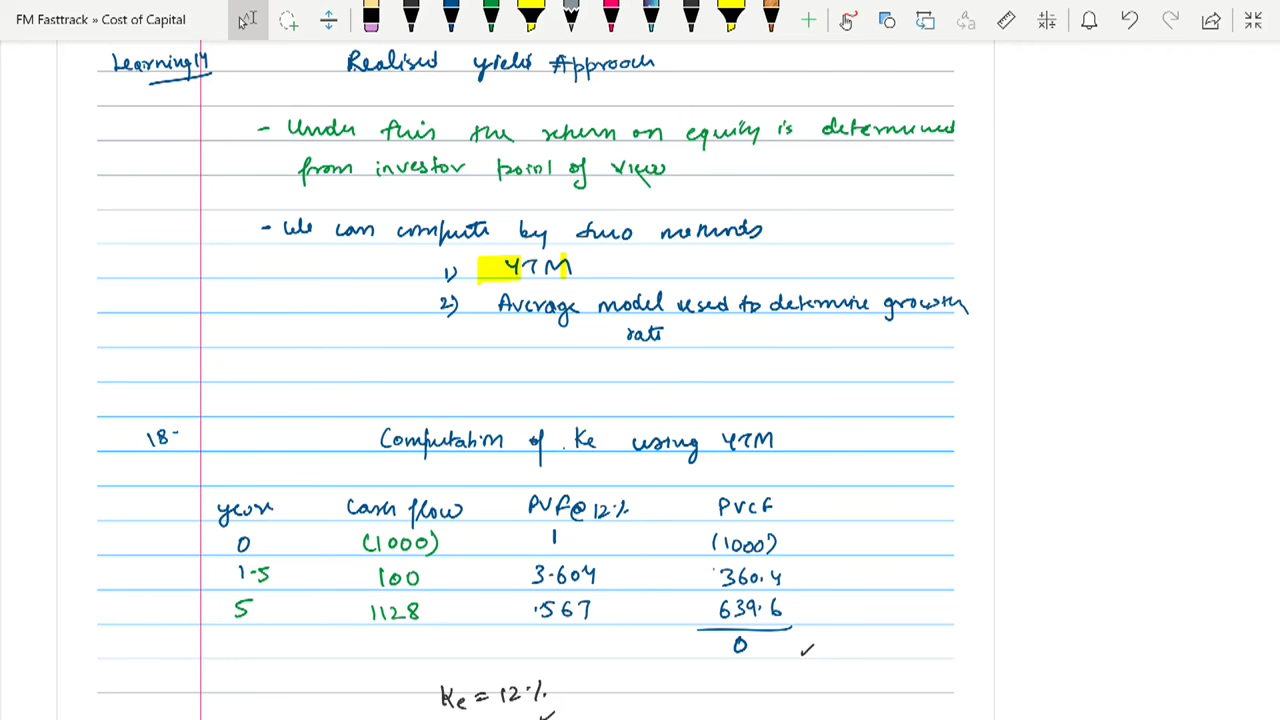 FM Fasttrack » Cost of Capital
Learning 14 Realised yield Approach
- Under this the return on equity is determined
from investor point of view
- We can compute by two methods
1) YTM
2) Average model used to determine growth
rate
18- Computation of Ke using YTM
year Cash flow PVF@12% PVCF
0 (1000) 1 (1000)
1-5 100 3.604 360.4
5 1128 .567 639.6
0 ✓
Ke = 12%